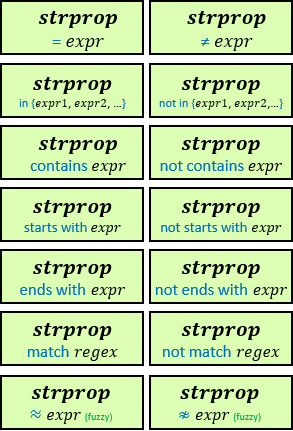 strprop strprop
= expr ≠ expr
strprop strprop
in {expr1, expr2, ...} not in {expr1, expr2,...}
strprop strprop
contains expr not contains expr
strprop strprop
starts with expr not starts with expr
strprop strprop
ends with expr not ends with expr
strprop strprop
match regex not match regex
strprop strprop
≈ expr (fuzzy) ≉ expr (fuzzy)